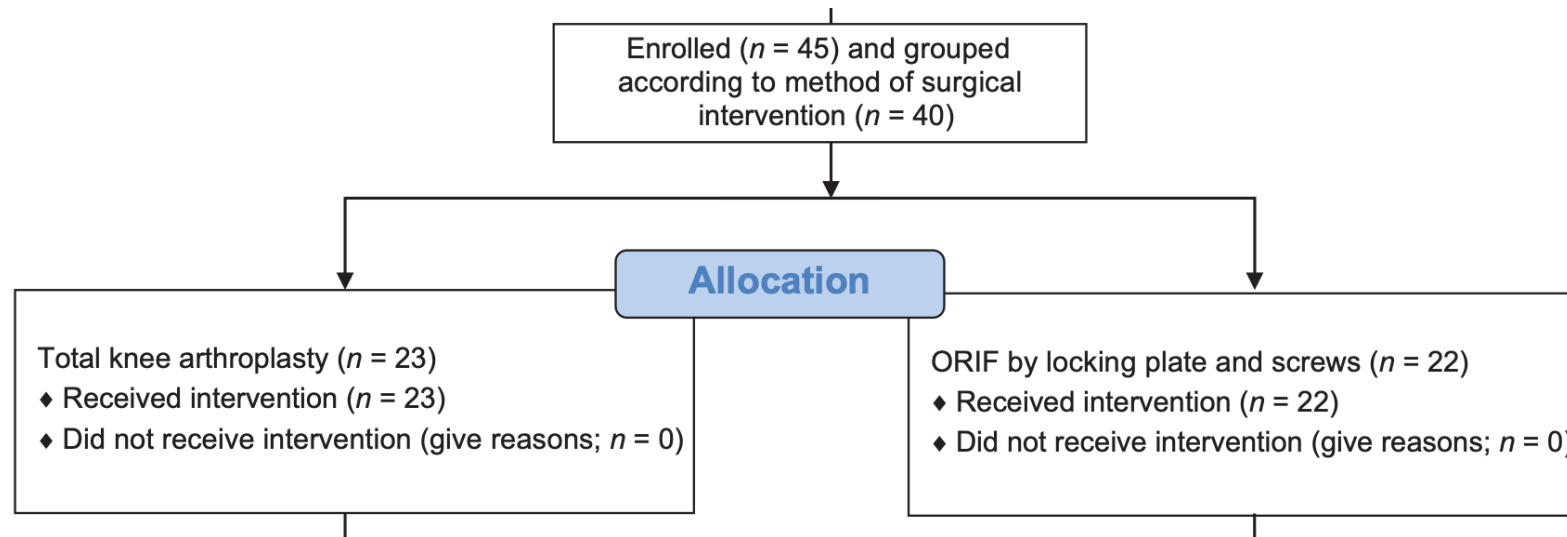 Enrolled (n = 45) and grouped
according to method of surgical
intervention (n = 40)
Allocation
Total knee arthroplasty (n = 23)
♦ Received intervention (n = 23)
♦ Did not receive intervention (give reasons; n = 0)
ORIF by locking plate and screws (n = 22)
♦ Received intervention (n = 22)
♦ Did not receive intervention (give reasons; n = 0)